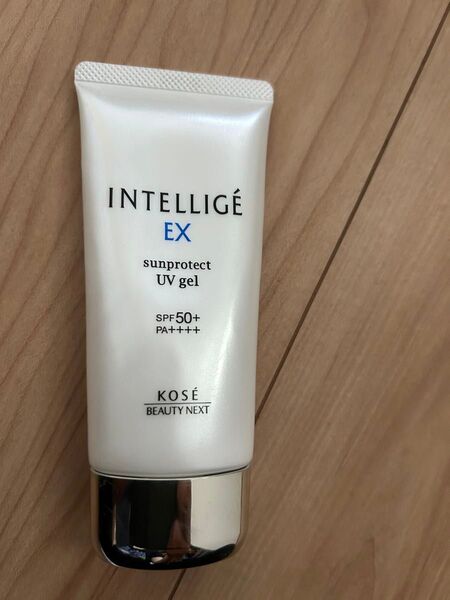 INTELLIGÉ
EX
sunprotect
UV gel
SPF50+
PA++++
KOSÉ
BEAUTY NEXT